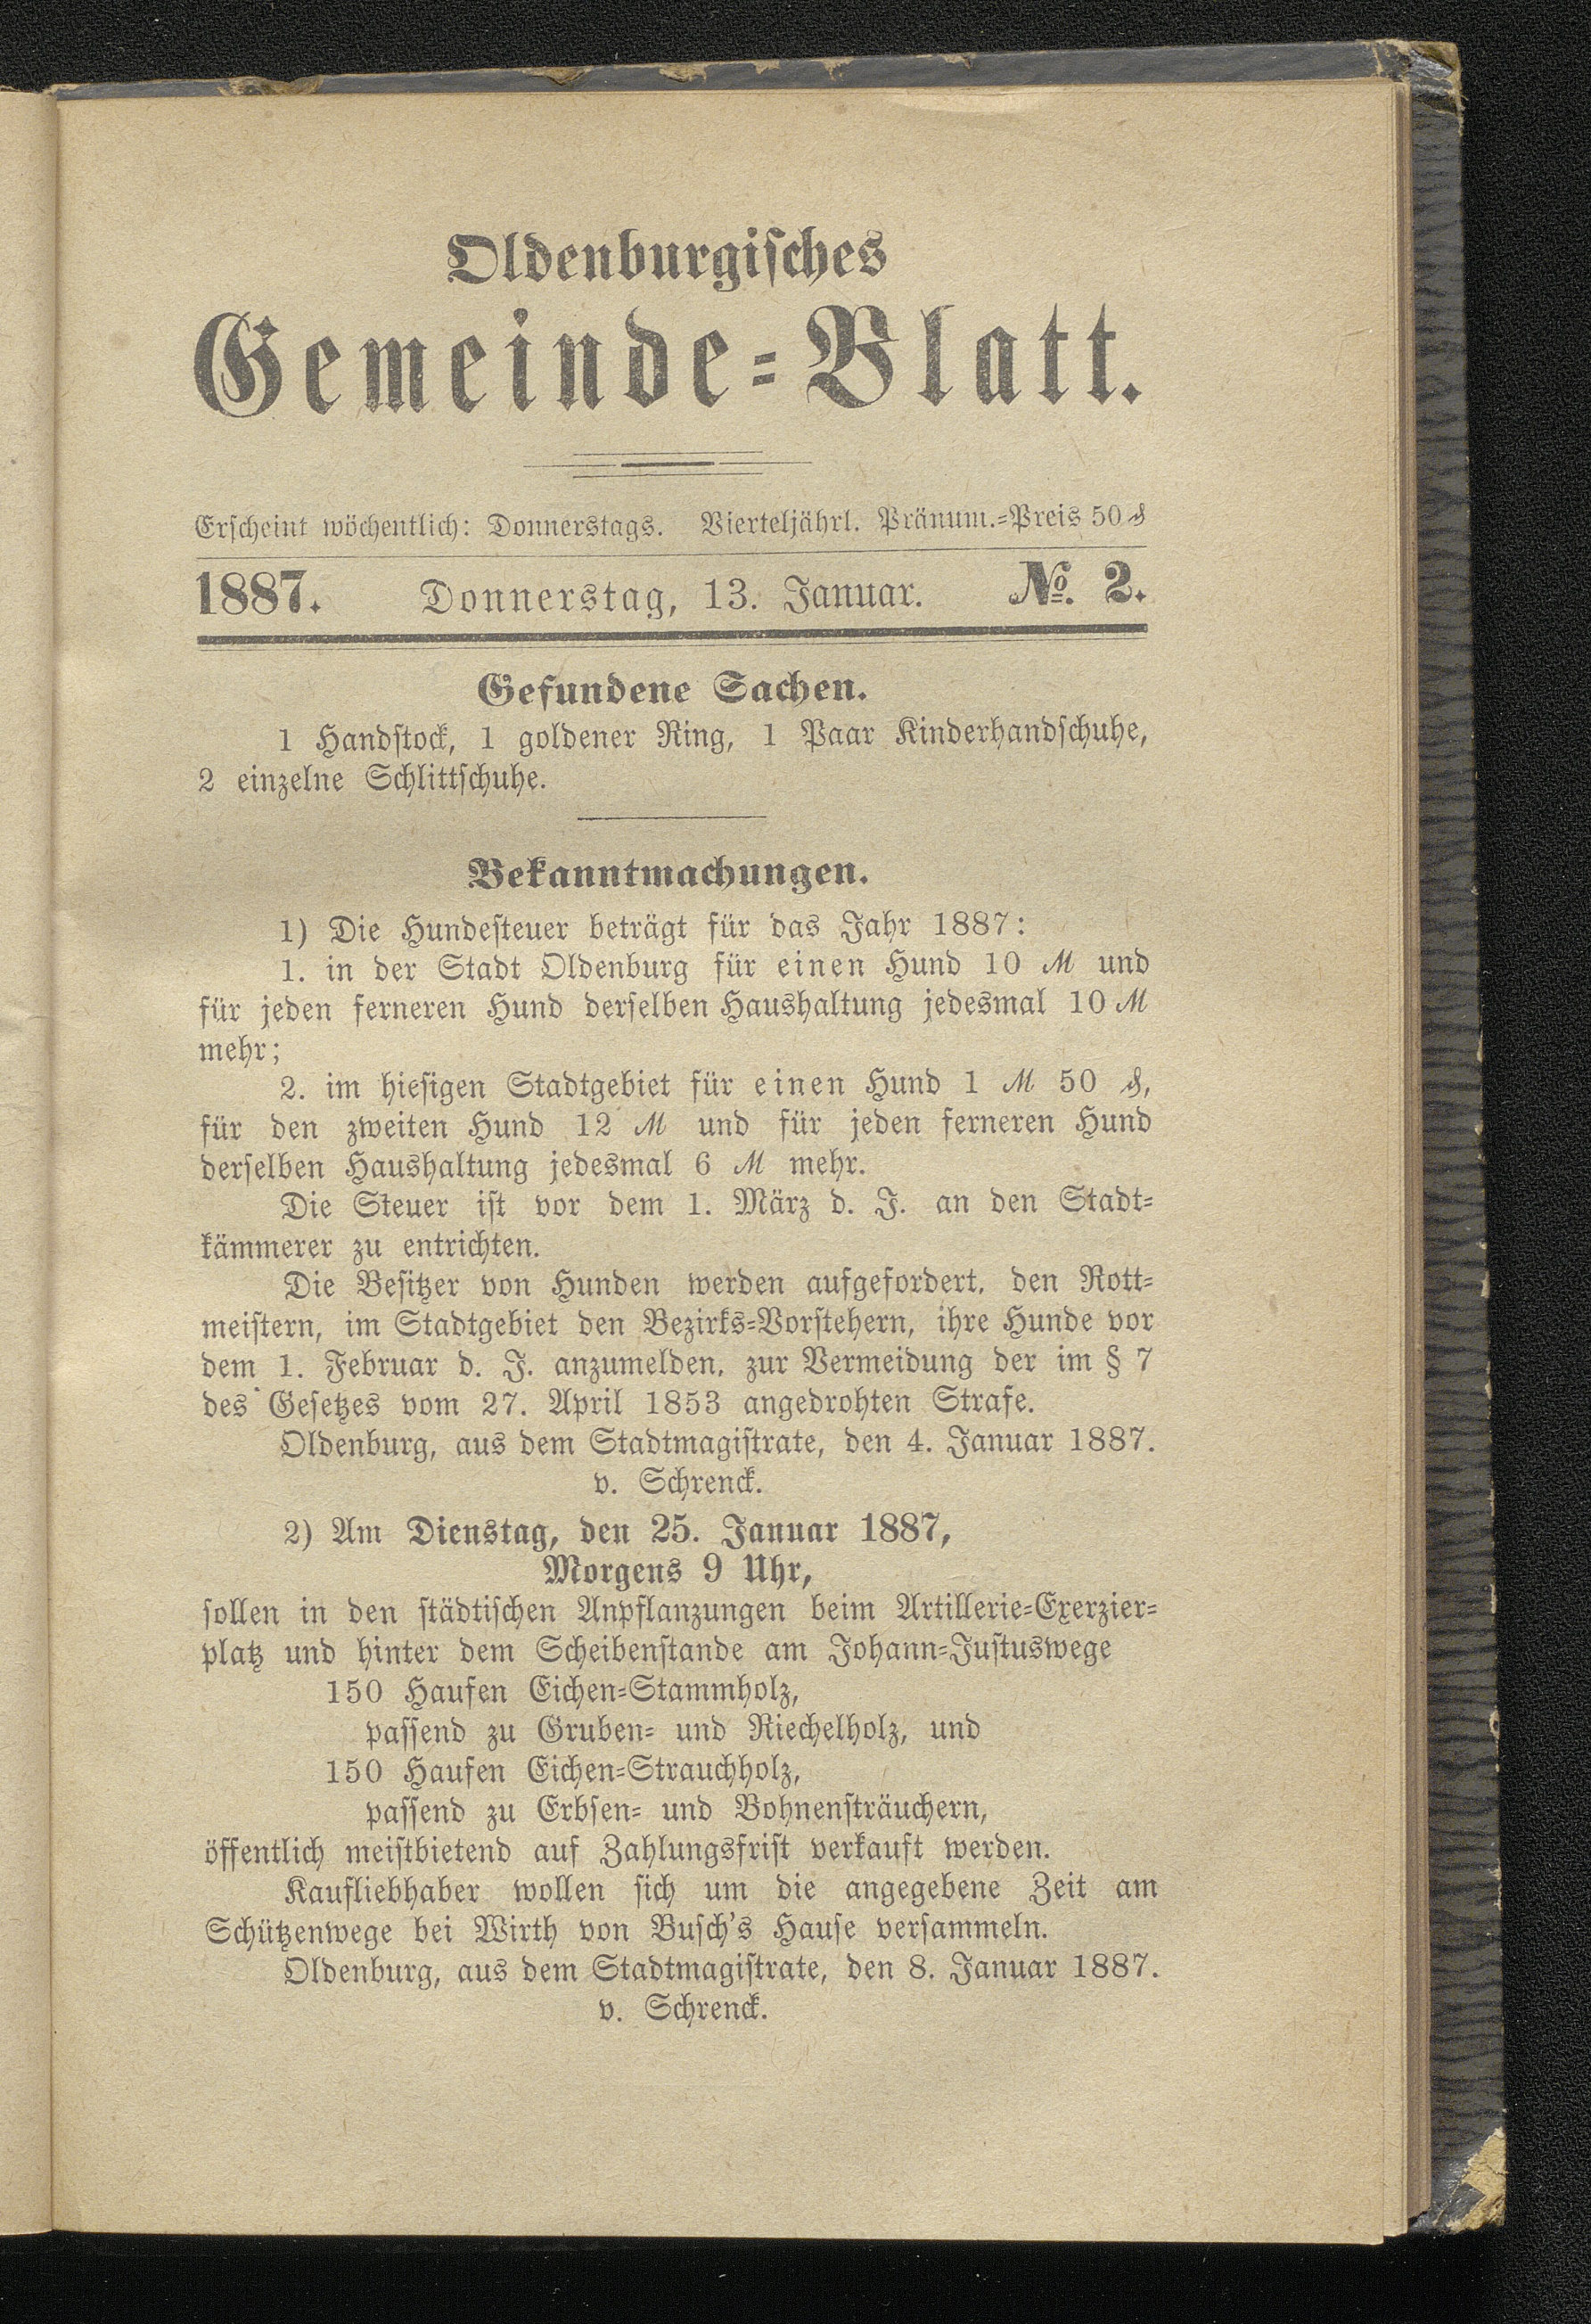 Oldenburgisches
Gemeinde-Blatt.
Erscheint wöchentlich: Donnerstags. Vierteljährl. Pränum.-Preis 50 ₰
1887. Donnerstag, 13. Januar. №. 2.
Gefundene Sachen.
1 Handstock, 1 goldener Ring, 1 Paar Kinderhandschuhe,
2 einzelne Schlittschuhe.
Bekanntmachungen.
1) Die Hundesteuer beträgt für das Jahr 1887:
1. in der Stadt Oldenburg für einen Hund 10 ℳ und
für jeden ferneren Hund derselben Haushaltung jedesmal 10 ℳ
mehr;
2. im hiesigen Stadtgebiet für einen Hund 1 ℳ 50 ₰,
für den zweiten Hund 12 ℳ und für jeden ferneren Hund
derselben Haushaltung jedesmal 6 ℳ mehr.
Die Steuer ist vor dem 1. März d. J. an den Stadt-
kämmerer zu entrichten.
Die Besitzer von Hunden werden aufgefordert, den Rott-
meistern, im Stadtgebiet den Bezirks-Vorstehern, ihre Hunde vor
dem 1. Februar d. J. anzumelden, zur Vermeidung der im § 7
des Gesetzes vom 27. April 1853 angedrohten Strafe.
Oldenburg, aus dem Stadtmagistrate, den 4. Januar 1887.
v. Schrenck.
2) Am Dienstag, den 25. Januar 1887,
Morgens 9 Uhr,
sollen in den städtischen Anpflanzungen beim Artillerie-Exerzier-
platz und hinter dem Scheibenstande am Johann-Justuswege
150 Haufen Eichen-Stammholz,
passend zu Gruben- und Riechelholz, und
150 Haufen Eichen-Strauchholz,
passend zu Erbsen- und Bohnensträuchern,
öffentlich meistbietend auf Zahlungsfrist verkauft werden.
Kaufliebhaber wollen sich um die angegebene Zeit am
Schützenwege bei Wirth von Busch's Hause versammeln.
Oldenburg, aus dem Stadtmagistrate, den 8. Januar 1887.
v. Schrenck.